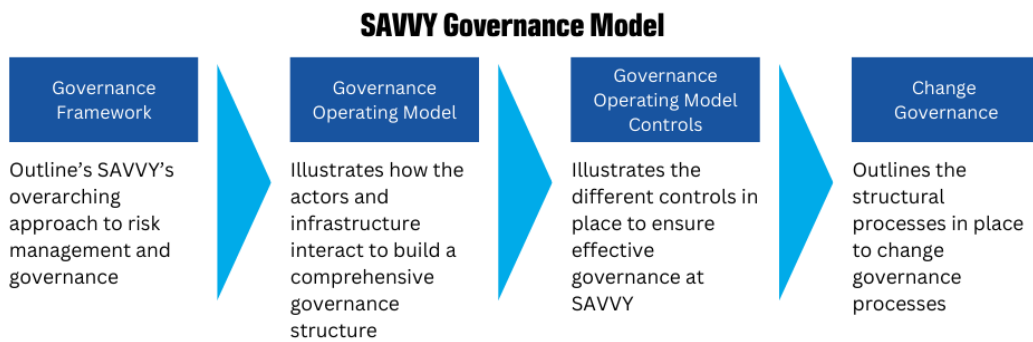 SAVVY Governance Model
Governance
Framework
Outline's SAVVY's
overarching
approach to risk
management and
governance
Governance
Operating Model
Illustrates how the
actors and
infrastructure
interact to build a
comprehensive
governance
structure
Governance
Operating Model
Controls
Illustrates the
different controls in
place to ensure
effective
governance at
SAVVY
Change
Governance
Outlines the
structural
processes in place
to change
governance
processes